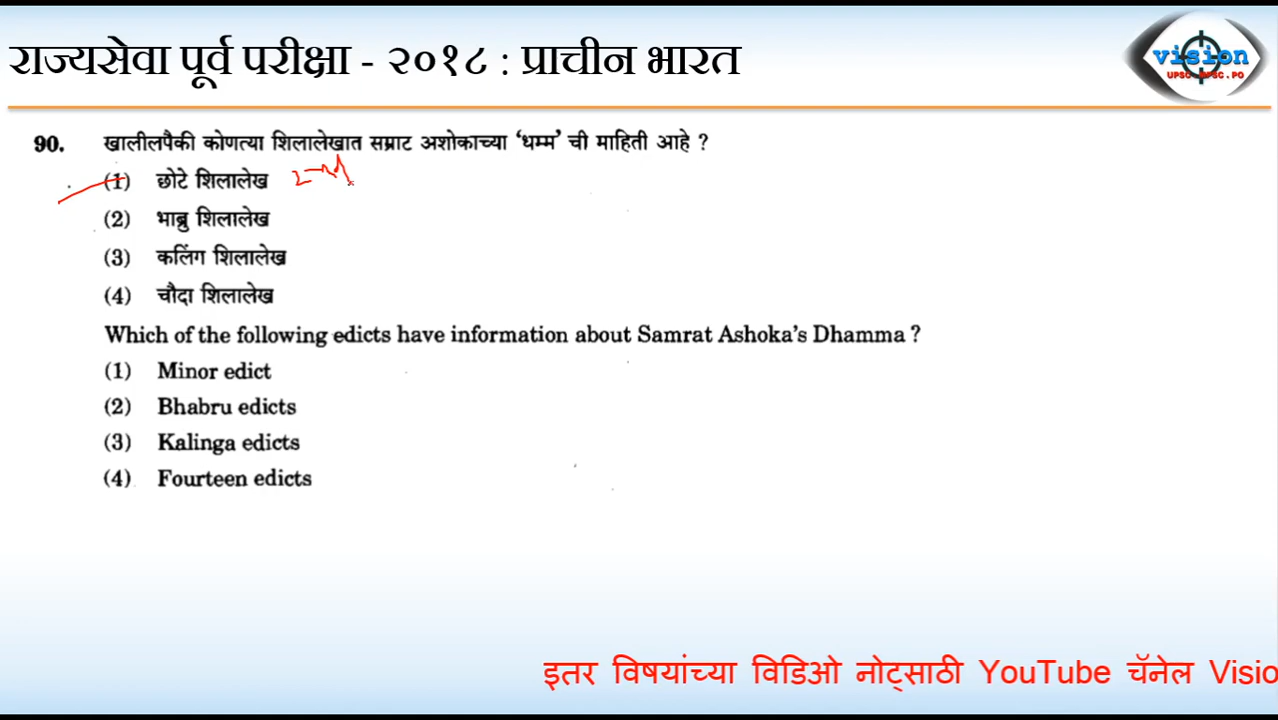 राज्यसेवा पूर्व परीक्षा - २०१८ : प्राचीन भारत
vision
UPSC MPSC . PO
90. खालीलपैकी कोणत्या शिलालेखात सम्राट अशोकाच्या 'धम्म' ची माहिती आहे ?
(1) छोटे शिलालेख
(2) भाब्रु शिलालेख
(3) कलिंग शिलालेख
(4) चौदा शिलालेख
Which of the following edicts have information about Samrat Ashoka's Dhamma ?
(1) Minor edict
(2) Bhabru edicts
(3) Kalinga edicts
(4) Fourteen edicts
इतर विषयांच्या विडिओ नोट्साठी YouTube चॅनेल Visio